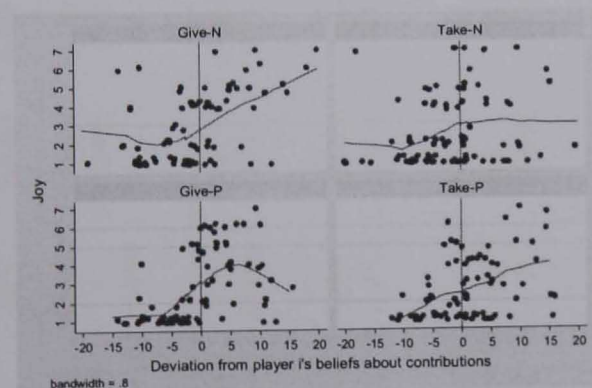 Give-N
Take-N
7
6
5
4
3
2
1
Give-P
Take-P
Joy
7
6
5
4
3
2
1
-20 -15 -10 -5 0 5 10 15 20 -20 -15 -10 -5 0 5 10 15 20
Deviation from player i's beliefs about contributions
bandwidth = .8